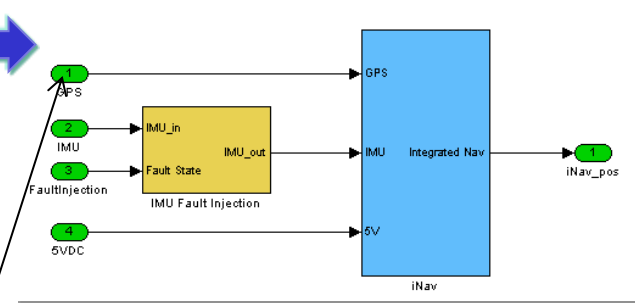 1
GPS
GPS
2
IMU
IMU_in
IMU_out
IMU
Integrated Nav
1
iNav_pos
3
FaultInjection
Fault State
IMU Fault Injection
4
5VDC
5V
iNav